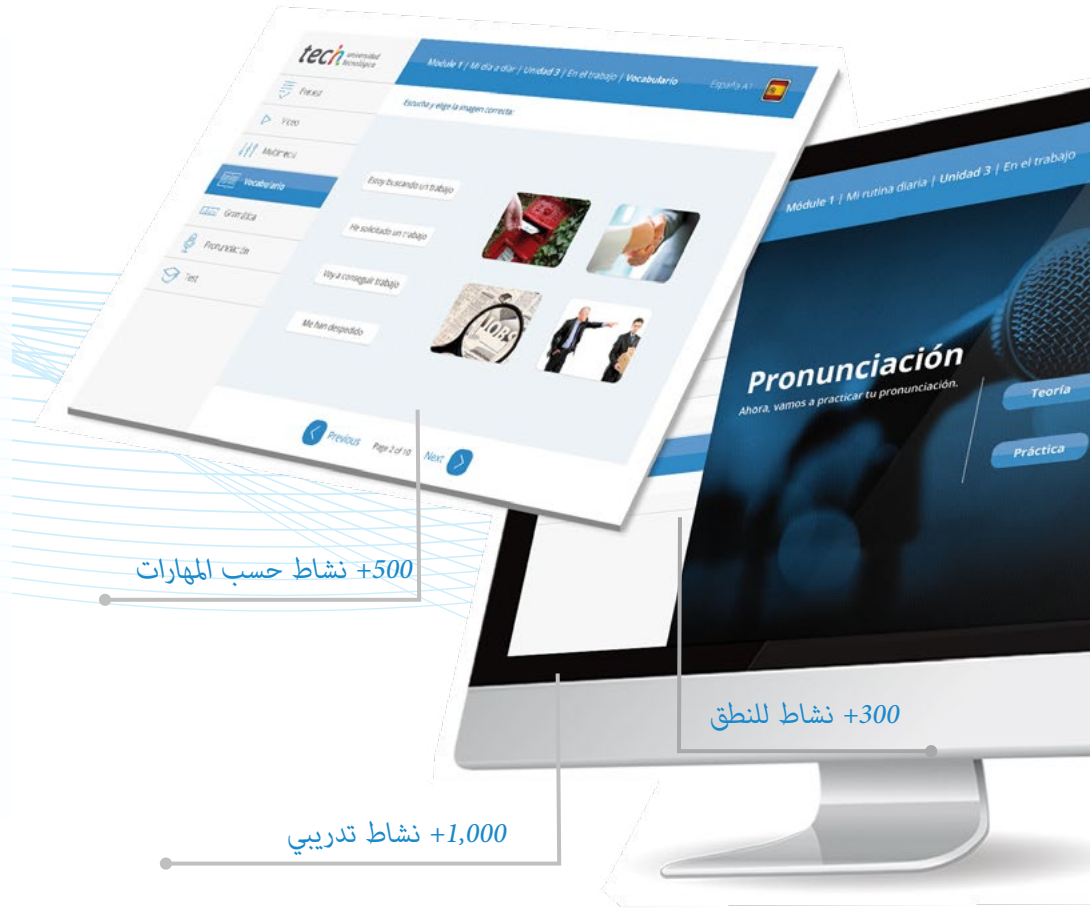 tech universidad tecnológica
Módulo 1 | Mi día a día | Unidad 3 | En el trabajo | Vocabulario
España A1
Escucha y elige la imagen correcta:
Vídeo
Vocabulario
Gramática
Pronunciación
Test
Estoy buscando un trabajo
He solicitado un trabajo
Voy a conseguir trabajo
Me han despedido
JOBS
Previous
Page 2 of 10
Next
Módule 1 | Mi rutina diaria | Unidad 3 | En el trabajo
Pronunciación
Ahora, vamos a practicar tu pronunciación.
Teoría
Práctica
+500 نشاط حسب المهارات
+300 نشاط للنطق
+1,000 نشاط تدريبي